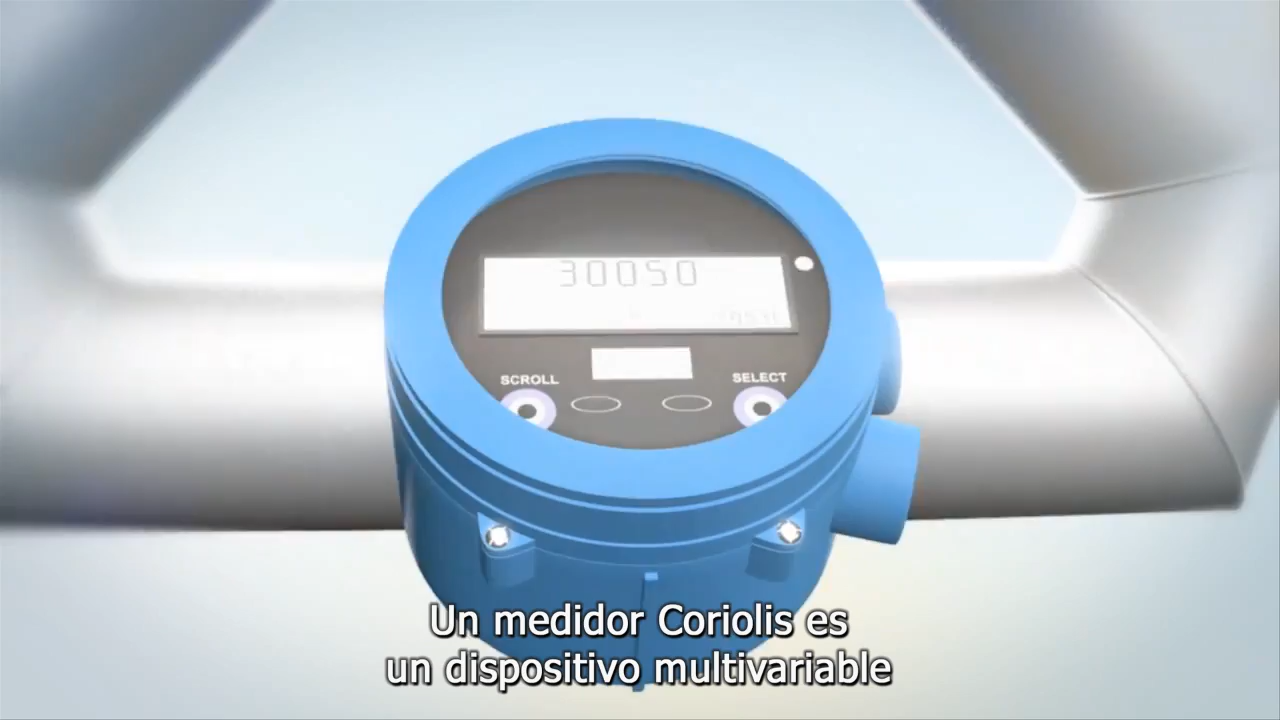 30050
SCROLL
SELECT
Un medidor Coriolis es
un dispositivo multivariable